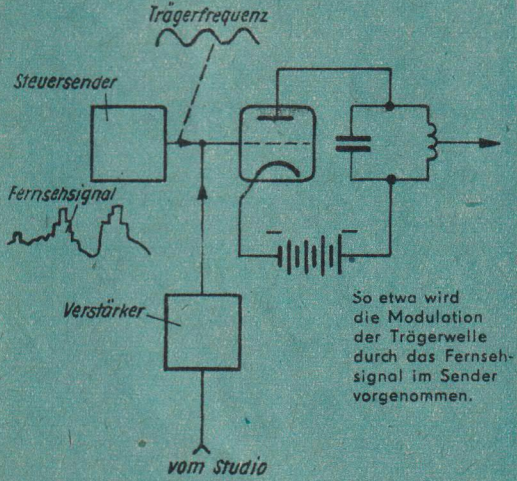 Trägerfrequenz
Steuersender
Fernsehsignal
Verstärker
So etwa wird
die Modulation
der Trägerwelle
durch das Fernseh-
signal im Sender
vorgenommen.
vom Studio